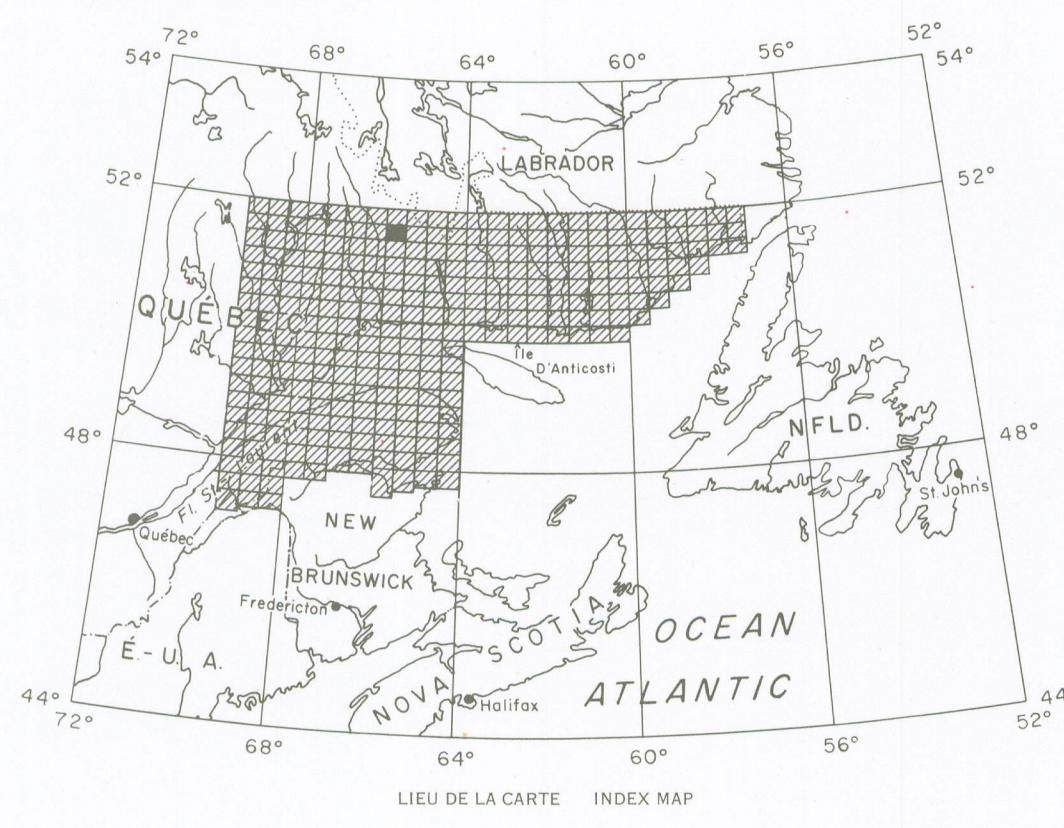 72°
68°
64°
60°
56°
52°
54°
54°
LABRADOR
52°
52°
QUÉBEC
Île
D'Anticosti
NFLD.
48°
48°
St. John's
Fl. St. Laurent
Québec
NEW
BRUNSWICK
Fredericton
É.-U. A.
NOVA SCOTIA
Halifax
OCEAN
ATLANTIC
44°
44
72°
68°
64°
60°
56°
52°
LIEU DE LA CARTE INDEX MAP